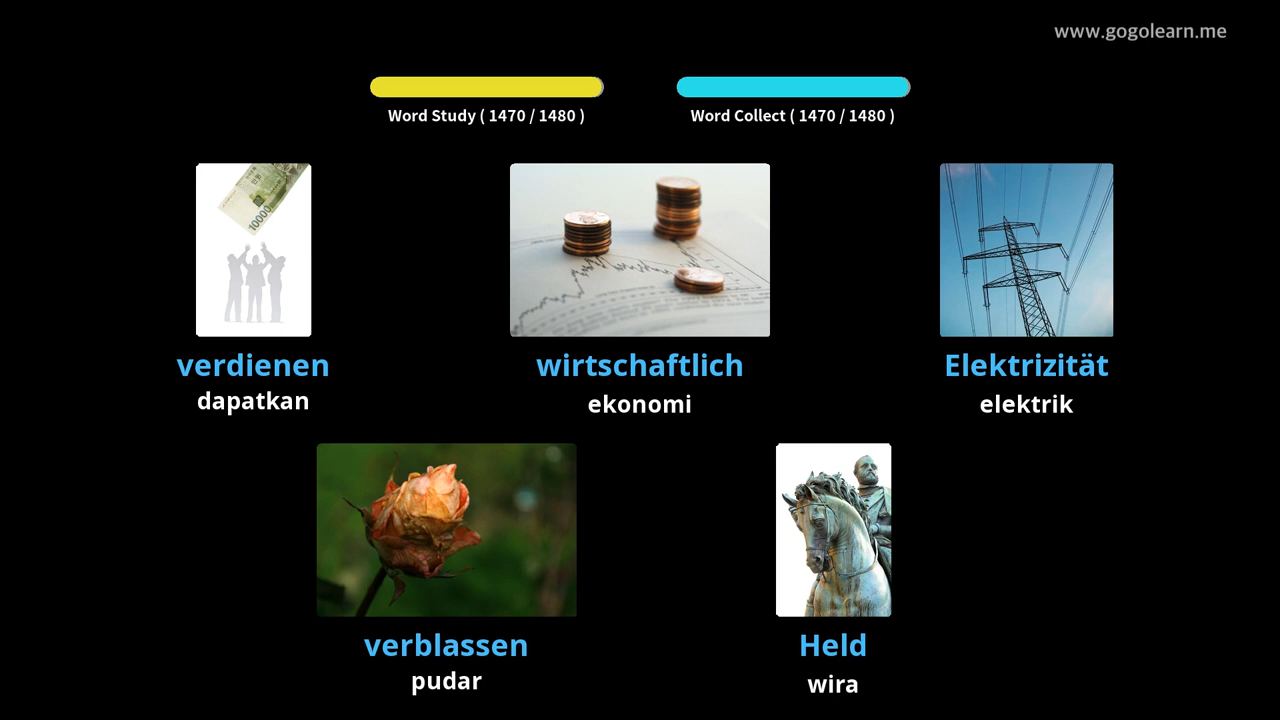 www.gogolearn.me
Word Study ( 1470 / 1480 )
Word Collect ( 1470 / 1480 )
10000
verdienen
dapatkan
wirtschaftlich
ekonomi
Elektrizität
elektrik
verblassen
pudar
Held
wira